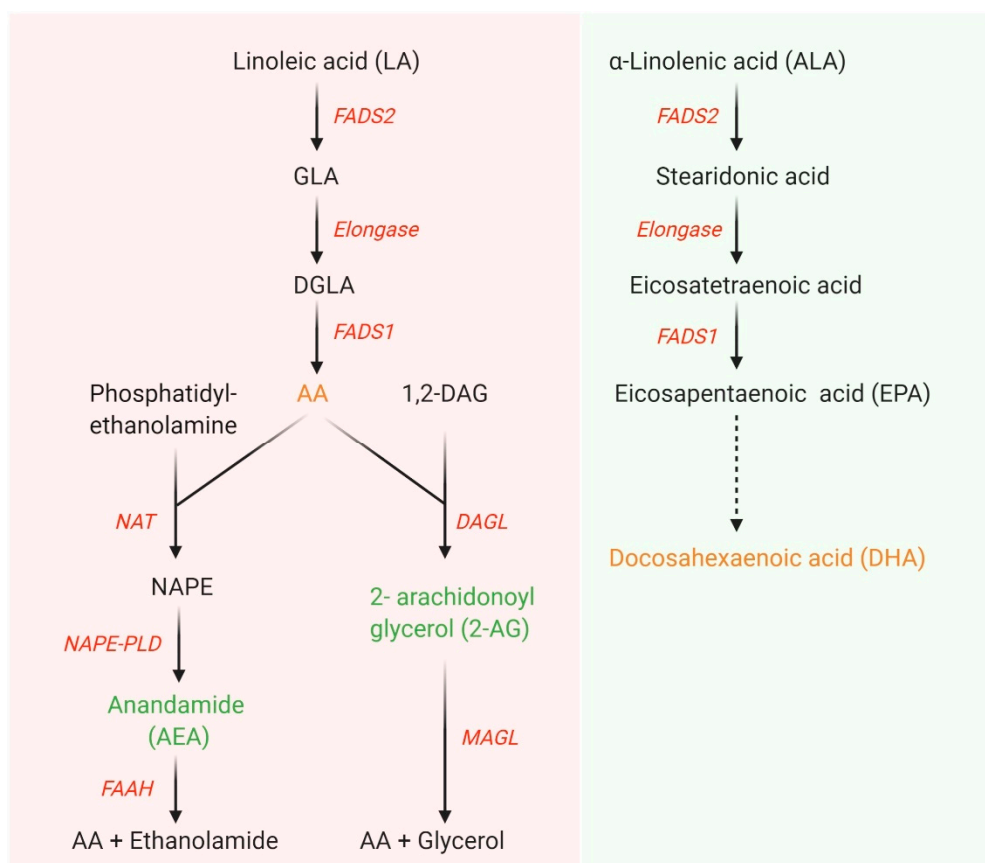 Linoleic acid (LA)
FADS2
GLA
Elongase
DGLA
FADS1
Phosphatidyl-
ethanolamine
AA
1,2-DAG
NAT
DAGL
NAPE
2- arachidonoyl
glycerol (2-AG)
NAPE-PLD
Anandamide
(AEA)
MAGL
FAAH
AA + Ethanolamide
AA + Glycerol
α-Linolenic acid (ALA)
FADS2
Stearidonic acid
Elongase
Eicosatetraenoic acid
FADS1
Eicosapentaenoic acid (EPA)
Docosahexaenoic acid (DHA)